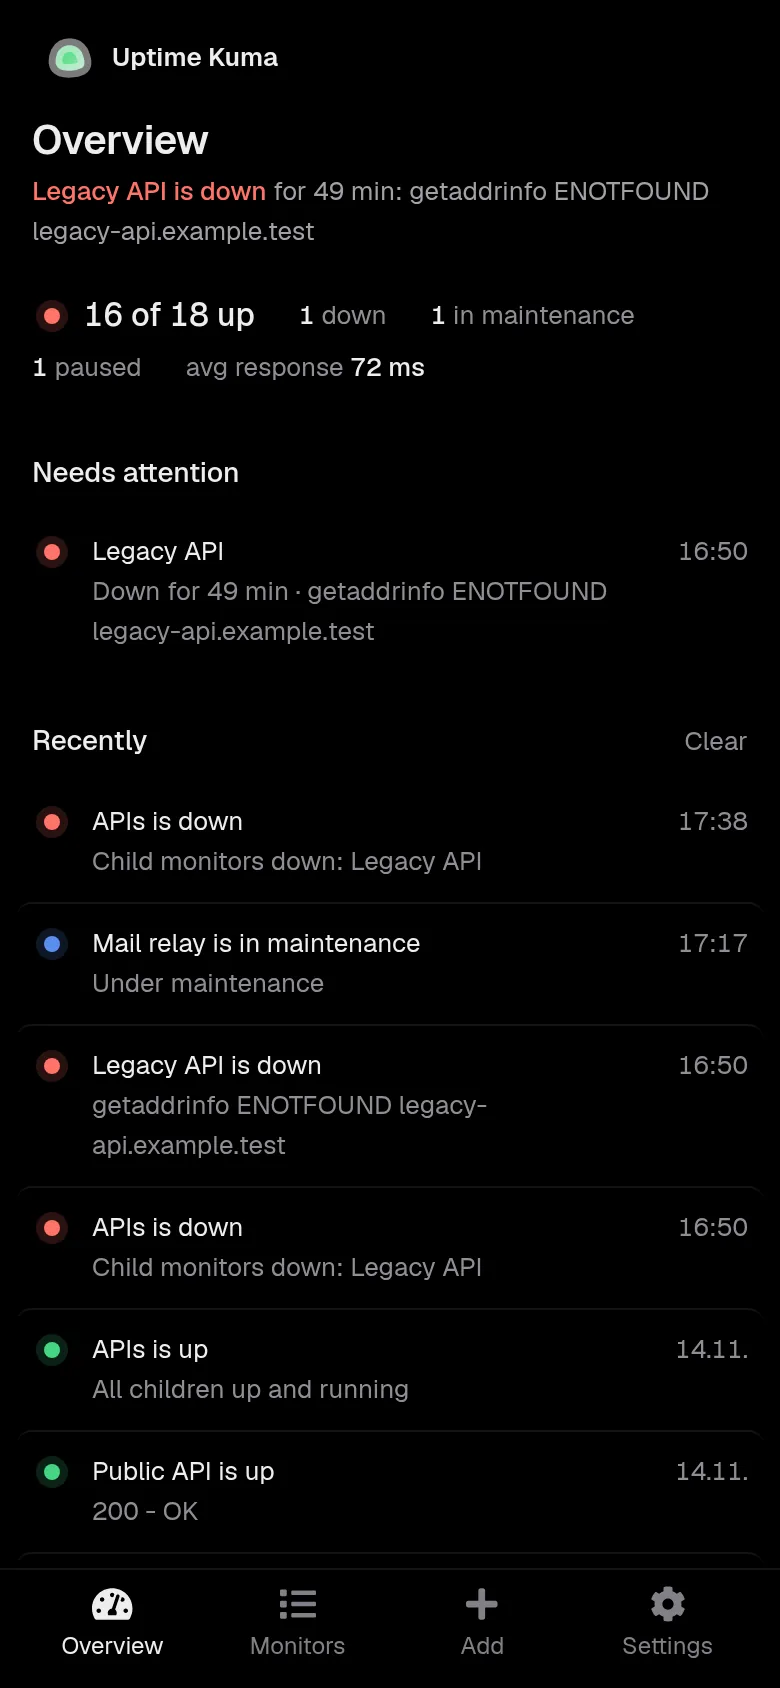 Uptime Kuma
Overview
Legacy API is down for 49 min: getaddrinfo ENOTFOUND
legacy-api.example.test
16 of 18 up 1 down 1 in maintenance
1 paused avg response 72 ms
Needs attention
Legacy API 16:50
Down for 49 min · getaddrinfo ENOTFOUND
legacy-api.example.test
Recently Clear
APIs is down 17:38
Child monitors down: Legacy API
Mail relay is in maintenance 17:17
Under maintenance
Legacy API is down 16:50
getaddrinfo ENOTFOUND legacy-
api.example.test
APIs is down 16:50
Child monitors down: Legacy API
APIs is up 14.11.
All children up and running
Public API is up 14.11.
200 - OK
Overview Monitors Add Settings